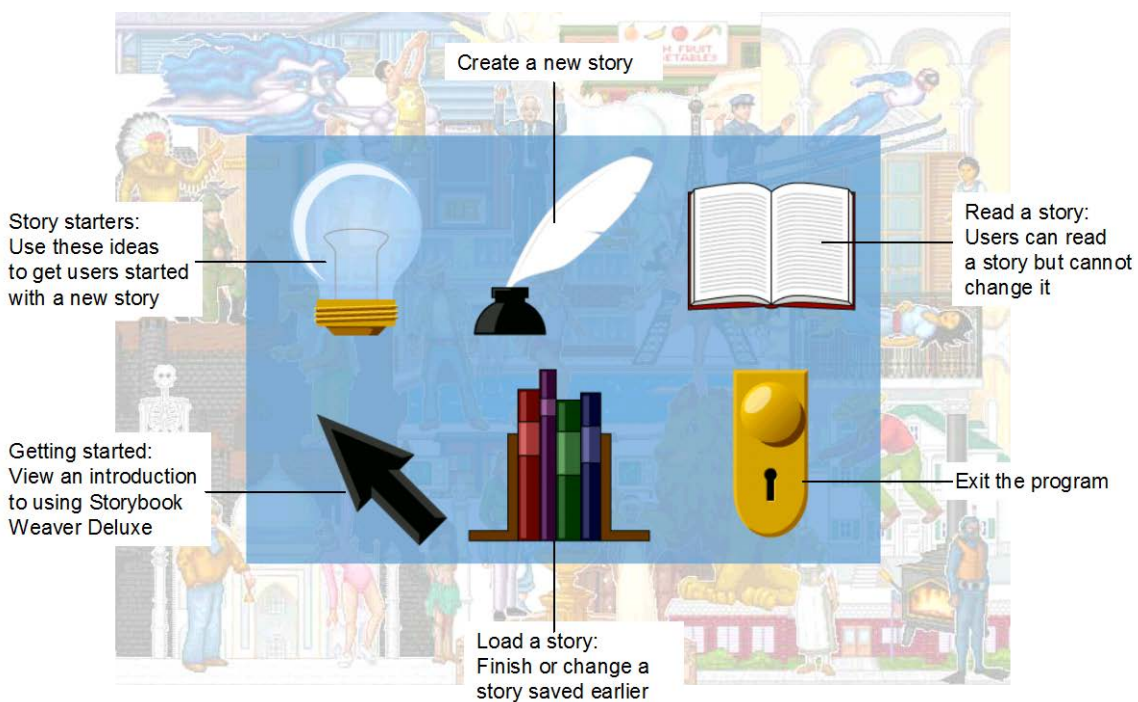 Create a new story
FRUIT
Story starters:
Use these ideas
to get users started
with a new story
Read a story:
Users can read
a story but cannot
change it
Getting started:
View an introduction
to using Storybook
Weaver Deluxe
Exit the program
Load a story:
Finish or change a
story saved earlier